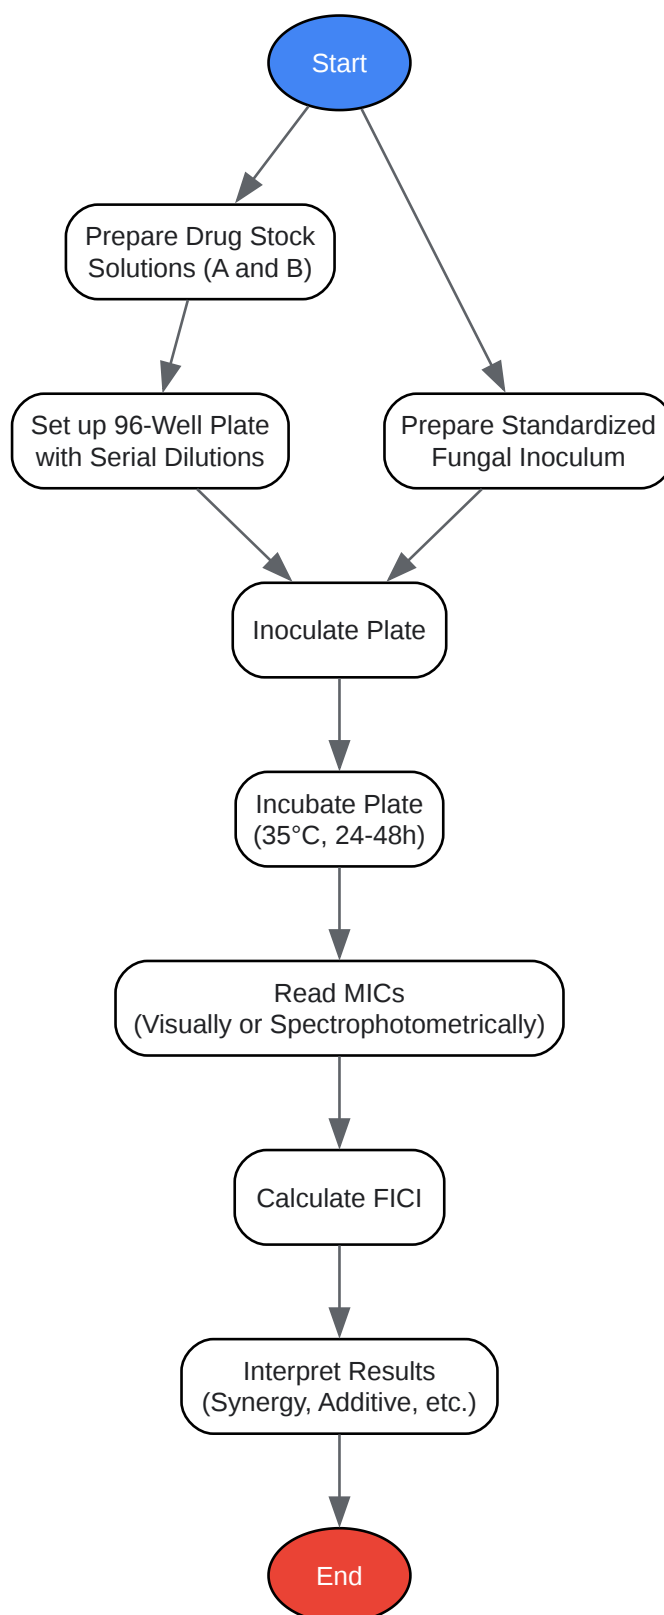 Start
Prepare Drug Stock
Solutions (A and B)
Set up 96-Well Plate
with Serial Dilutions
Prepare Standardized
Fungal Inoculum
Inoculate Plate
Incubate Plate
(35°C, 24-48h)
Read MICs
(Visually or Spectrophotometrically)
Calculate FICI
Interpret Results
(Synergy, Additive, etc.)
End